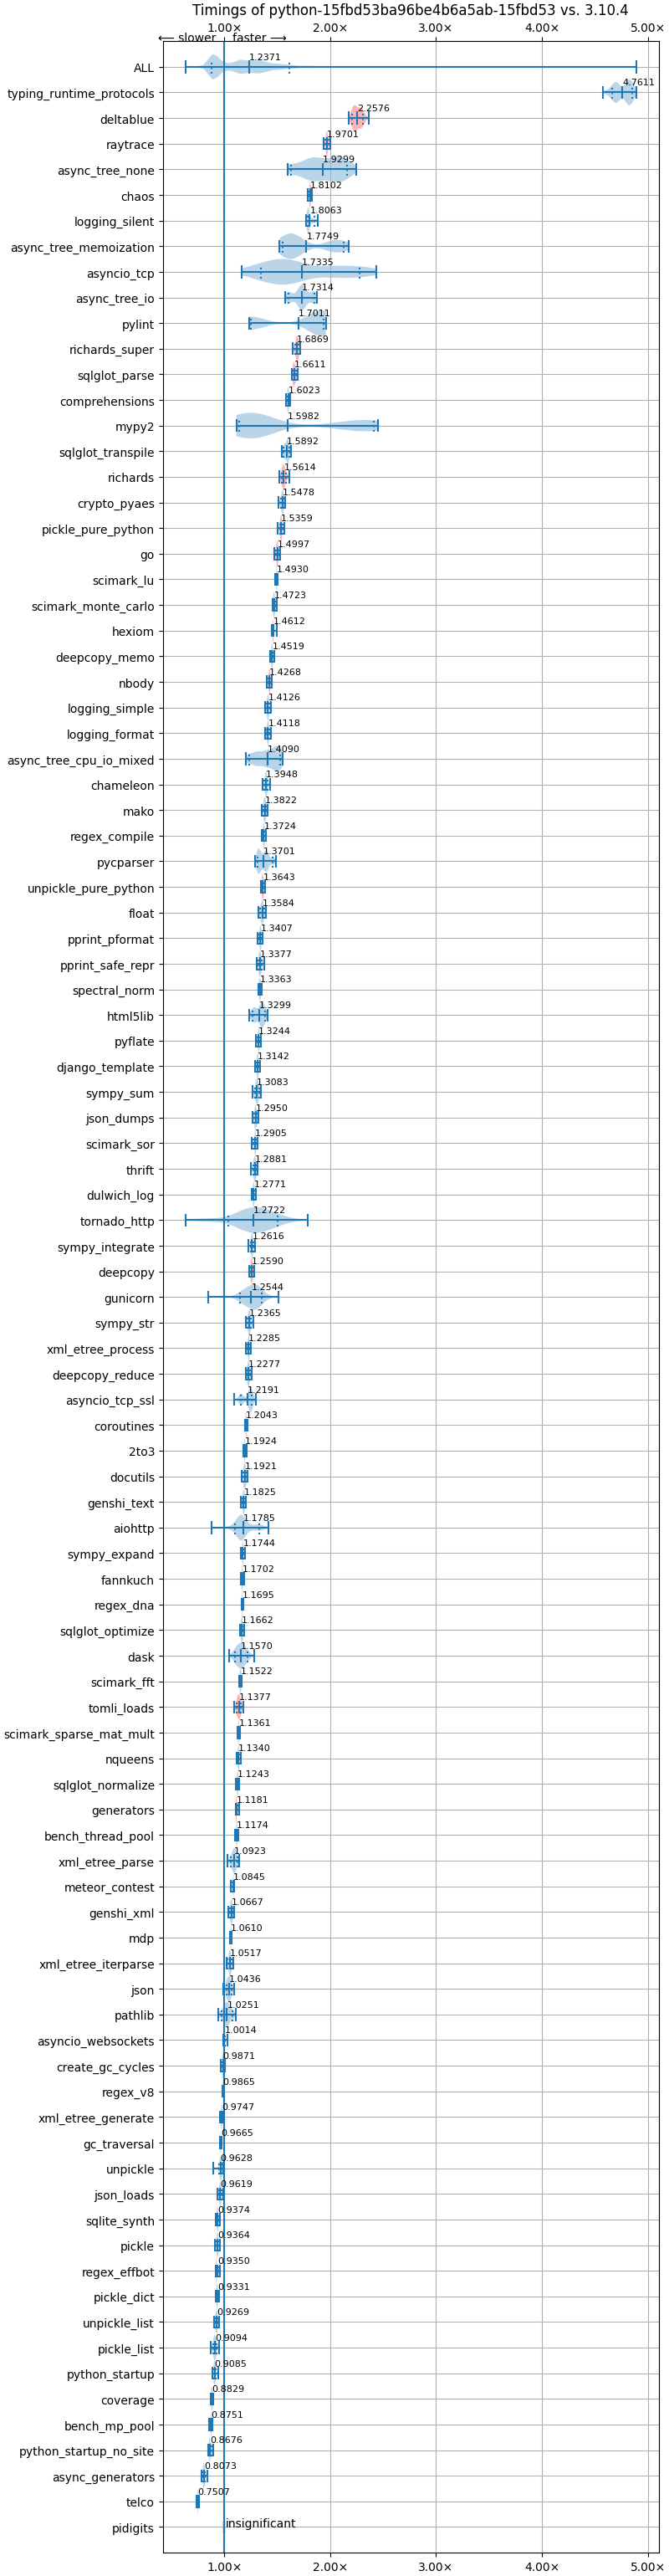 Timings of python-15fbd53ba96be4b6a5ab-15fbd53 vs. 3.10.4
1.00× 2.00× 3.00× 4.00× 5.00×
⟵ slower faster ⟶
ALL 1.2371
typing_runtime_protocols 4.7611
deltablue 2.2576
raytrace 1.9701
async_tree_none 1.9299
chaos 1.8102
logging_silent 1.8063
async_tree_memoization 1.7749
asyncio_tcp 1.7335
async_tree_io 1.7314
pylint 1.7011
richards_super 1.6869
sqlglot_parse 1.6611
comprehensions 1.6023
mypy2 1.5982
sqlglot_transpile 1.5892
richards 1.5614
crypto_pyaes 1.5478
pickle_pure_python 1.5359
go 1.4997
scimark_lu 1.4930
scimark_monte_carlo 1.4723
hexiom 1.4612
deepcopy_memo 1.4519
nbody 1.4268
logging_simple 1.4126
logging_format 1.4118
async_tree_cpu_io_mixed 1.4090
chameleon 1.3948
mako 1.3822
regex_compile 1.3724
pycparser 1.3701
unpickle_pure_python 1.3643
float 1.3584
pprint_pformat 1.3407
pprint_safe_repr 1.3377
spectral_norm 1.3363
html5lib 1.3299
pyflate 1.3244
django_template 1.3142
sympy_sum 1.3083
json_dumps 1.2950
scimark_sor 1.2905
thrift 1.2881
dulwich_log 1.2771
tornado_http 1.2722
sympy_integrate 1.2616
deepcopy 1.2590
gunicorn 1.2544
sympy_str 1.2365
xml_etree_process 1.2285
deepcopy_reduce 1.2277
asyncio_tcp_ssl 1.2191
coroutines 1.2043
2to3 1.1924
docutils 1.1921
genshi_text 1.1825
aiohttp 1.1785
sympy_expand 1.1744
fannkuch 1.1702
regex_dna 1.1695
sqlglot_optimize 1.1662
dask 1.1570
scimark_fft 1.1522
tomli_loads 1.1377
scimark_sparse_mat_mult 1.1361
nqueens 1.1340
sqlglot_normalize 1.1243
generators 1.1181
bench_thread_pool 1.1174
xml_etree_parse 1.0923
meteor_contest 1.0845
genshi_xml 1.0667
mdp 1.0610
xml_etree_iterparse 1.0517
json 1.0436
pathlib 1.0251
asyncio_websockets 1.0014
create_gc_cycles 0.9871
regex_v8 0.9865
xml_etree_generate 0.9747
gc_traversal 0.9665
unpickle 0.9628
json_loads 0.9619
sqlite_synth 0.9374
pickle 0.9364
regex_effbot 0.9350
pickle_dict 0.9331
unpickle_list 0.9269
pickle_list 0.9094
python_startup 0.9085
coverage 0.8829
bench_mp_pool 0.8751
python_startup_no_site 0.8676
async_generators 0.8073
telco 0.7507
pidigits insignificant
1.00× 2.00× 3.00× 4.00× 5.00×